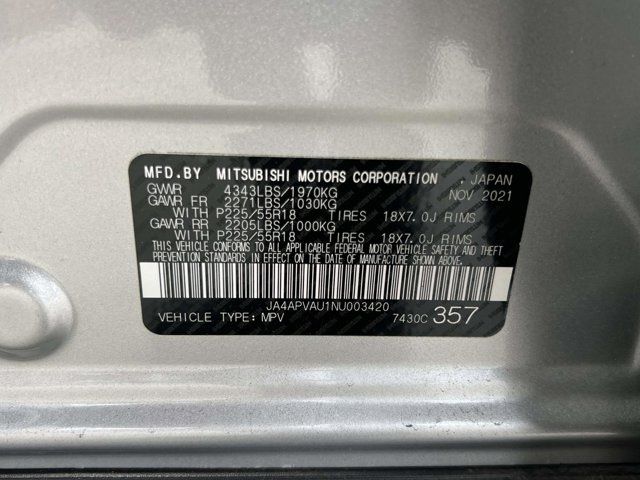 MFD.BY MITSUBISHI MOTORS CORPORATION . JAPAN
GVWR 4343LBS/1970KG NOV 2021
GAWR FR 2271LBS/1030KG
WITH P225/55R18 TIRES 18X7.0J RIMS
GAWR RR 2205LBS/1000KG
WITH P225/55R18 TIRES 18X7.0J RIMS
THIS VEHICLE CONFORMS TO ALL APPLICABLE FEDERAL MOTOR VEHICLE SAFETY AND THEFT
PREVENTION STANDARDS IN EFFECT ON THE DATE OF MANUFACTURE SHOWN ABOVE.
JA4APVAU1NU003420
VEHICLE TYPE: MPV 7430C 357